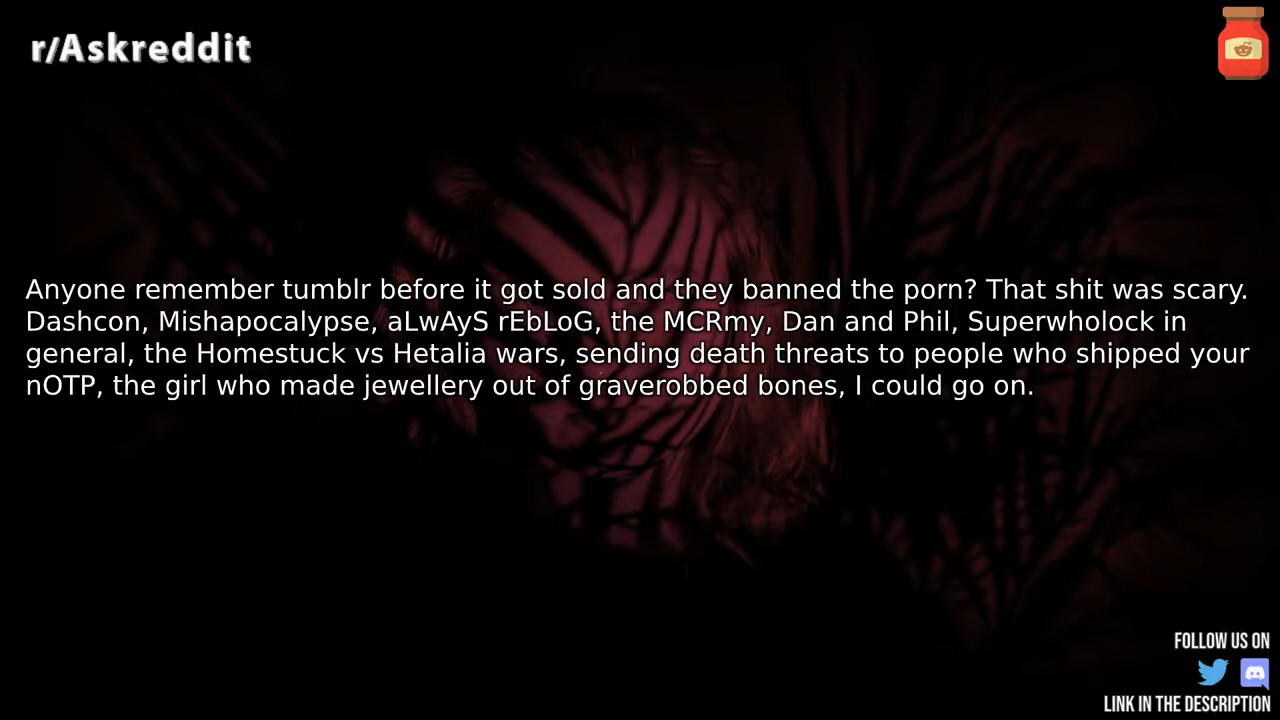 r/Askreddit
Anyone remember tumblr before it got sold and they banned the porn? That shit was scary.
Dashcon, Mishapocalypse, aLwAyS rEbLoG, the MCRmy, Dan and Phil, Superwholock in
general, the Homestuck vs Hetalia wars, sending death threats to people who shipped your
nOTP, the girl who made jewellery out of graverobbed bones, I could go on.
FOLLOW US ON
LINK IN THE DESCRIPTION